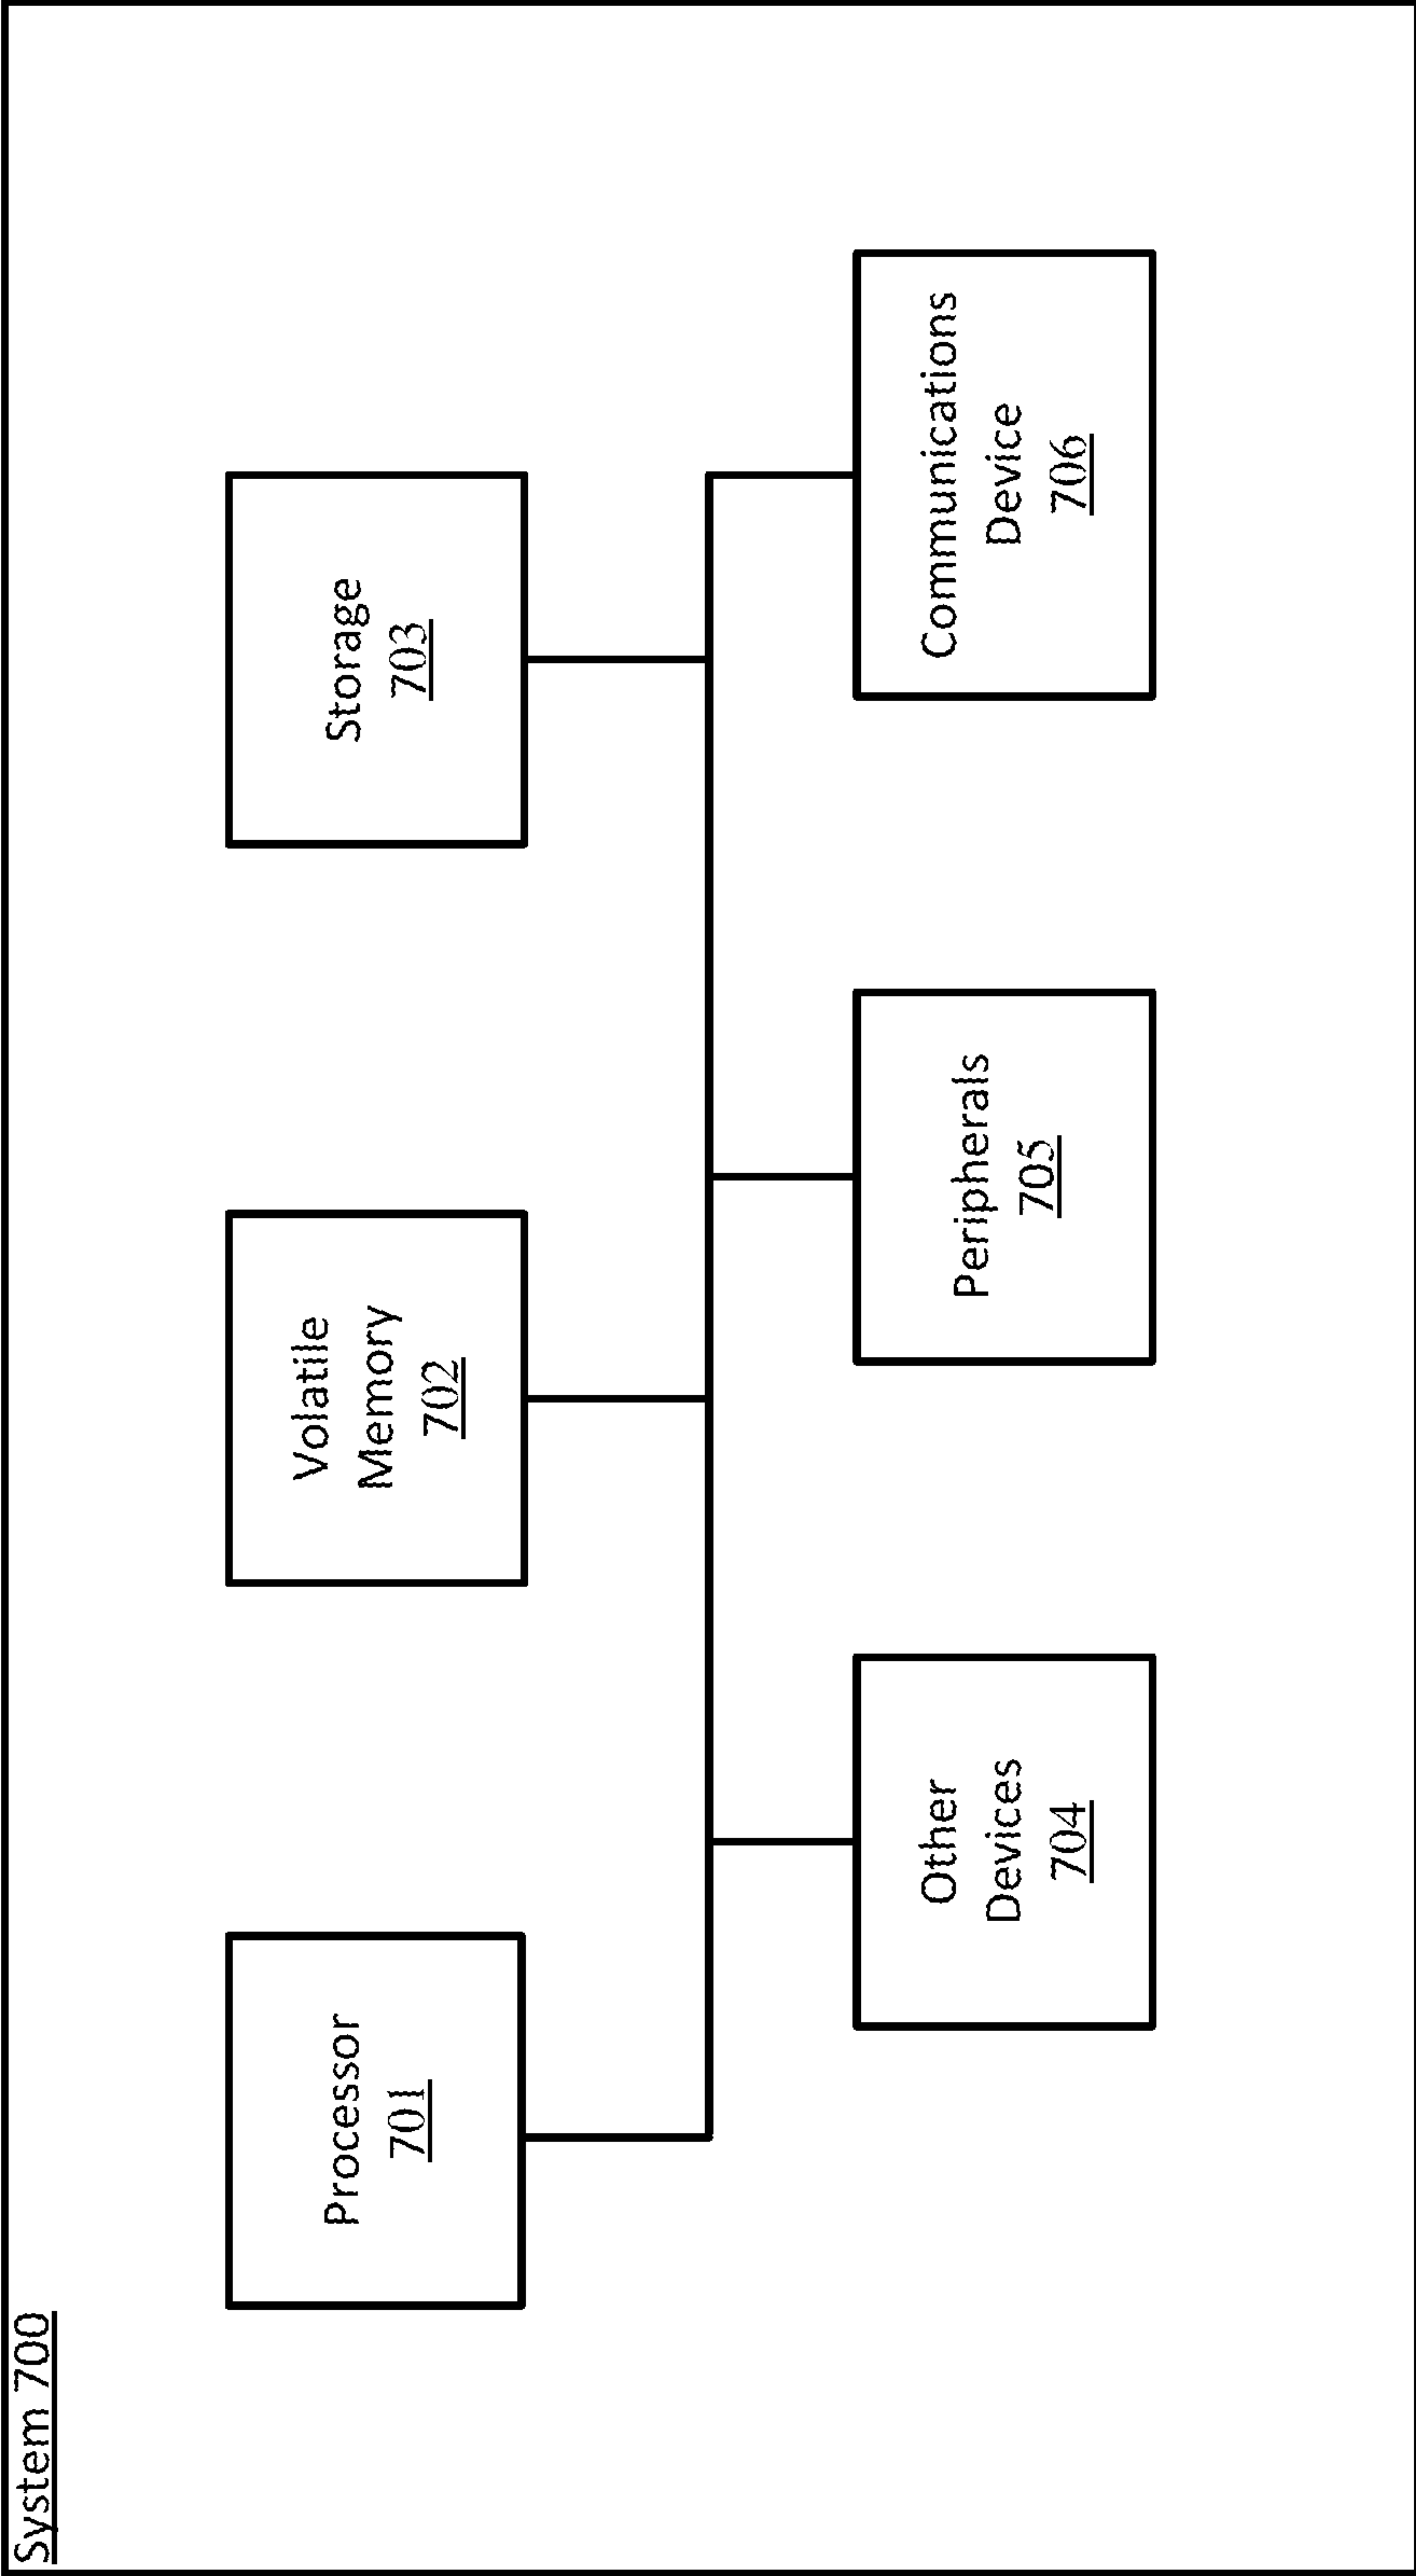 System 700
Processor
701
Volatile
Memory
702
Storage
703
Other
Devices
704
Peripherals
705
Communications
Device
706